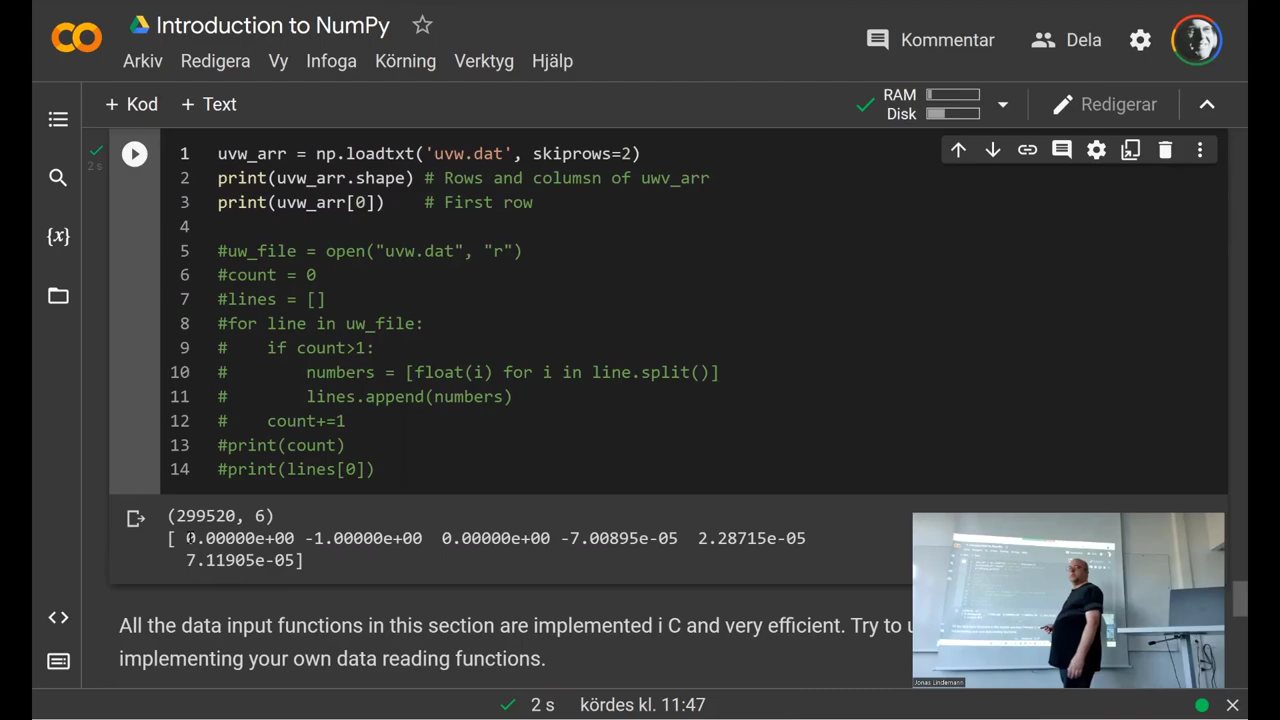 Introduction to NumPy
Kommentar
Dela
Arkiv Redigera Vy Infoga Körning Verktyg Hjälp
+ Kod + Text
RAM
Disk
Redigerar
2s
1 uvw_arr = np.loadtxt('uvw.dat', skiprows=2)
2 print(uvw_arr.shape) # Rows and columsn of uwv_arr
3 print(uvw_arr[0]) # First row
4
5 #uw_file = open("uvw.dat", "r")
6 #count = 0
7 #lines = []
8 #for line in uw_file:
9 # if count>1:
10 # numbers = [float(i) for i in line.split()]
11 # lines.append(numbers)
12 # count+=1
13 #print(count)
14 #print(lines[0])
(299520, 6)
[ 0.00000e+00 -1.00000e+00 0.00000e+00 -7.00895e-05 2.28715e-05
7.11905e-05]
All the data input functions in this section are implemented i C and very efficient. Try to
implementing your own data reading functions.
Jonas Lindemann
2 s kördes kl. 11:47